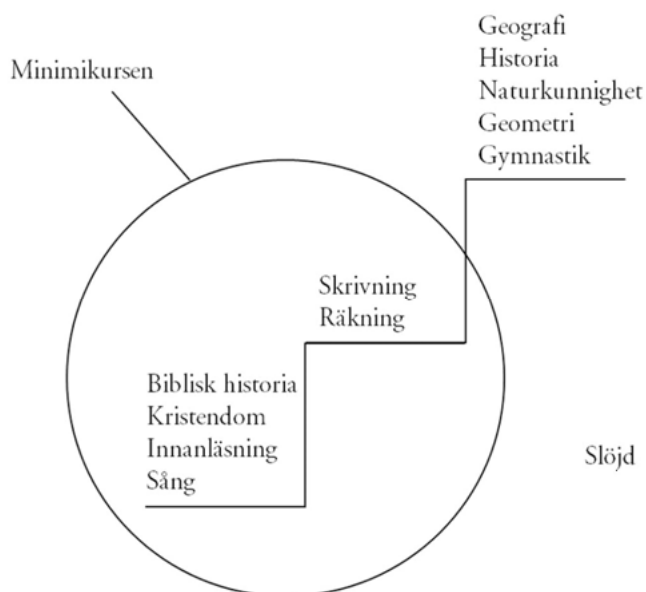 Geografi
Historia
Naturkunnighet
Geometri
Gymnastik
Minimikursen
Skrivning
Räkning
Biblisk historia
Kristendom
Innanläsning
Sång
Slöjd